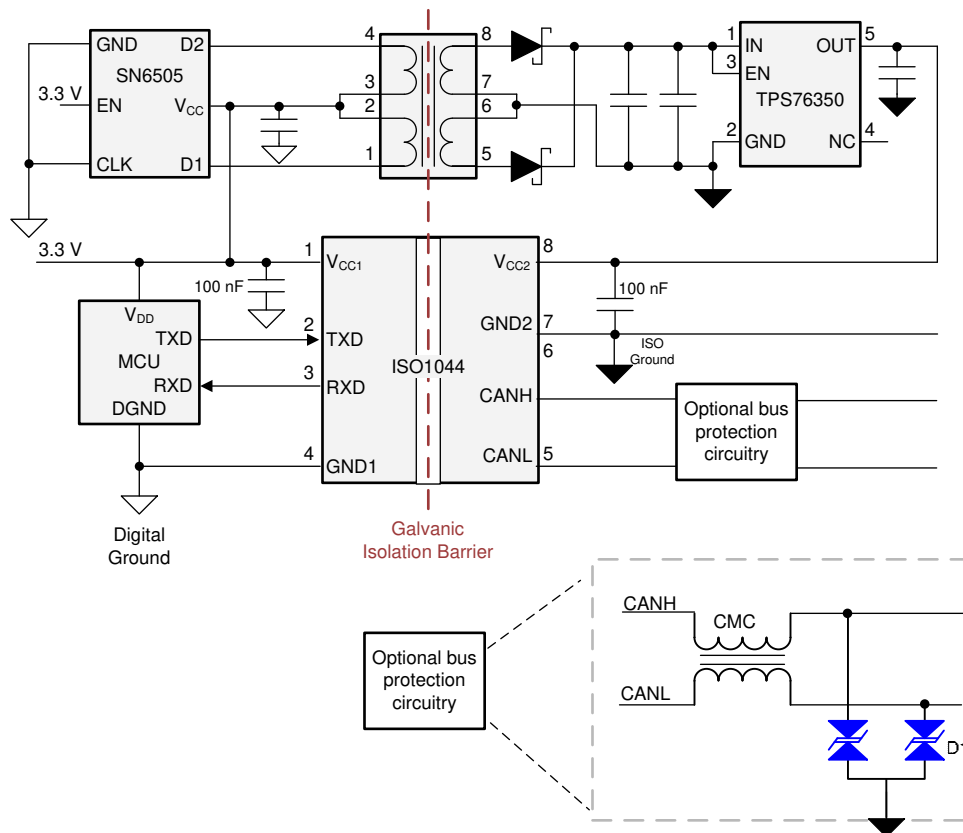 GND
D2
SN6505
3.3 V
EN
VCC
CLK
D1
4
3
2
1
8
7
6
5
1
3
2
IN
EN
TPS76350
GND
OUT
NC
5
4
3.3 V
100 nF
VDD
TXD
MCU
RXD
DGND
1
2
3
4
VCC1
TXD
RXD
GND1
ISO1044
VCC2
GND2
CANH
CANL
8
7
6
5
100 nF
ISO
Ground
Optional bus
protection
circuitry
Digital
Ground
Galvanic
Isolation Barrier
Optional bus
protection
circuitry
CANH
CMC
CANL